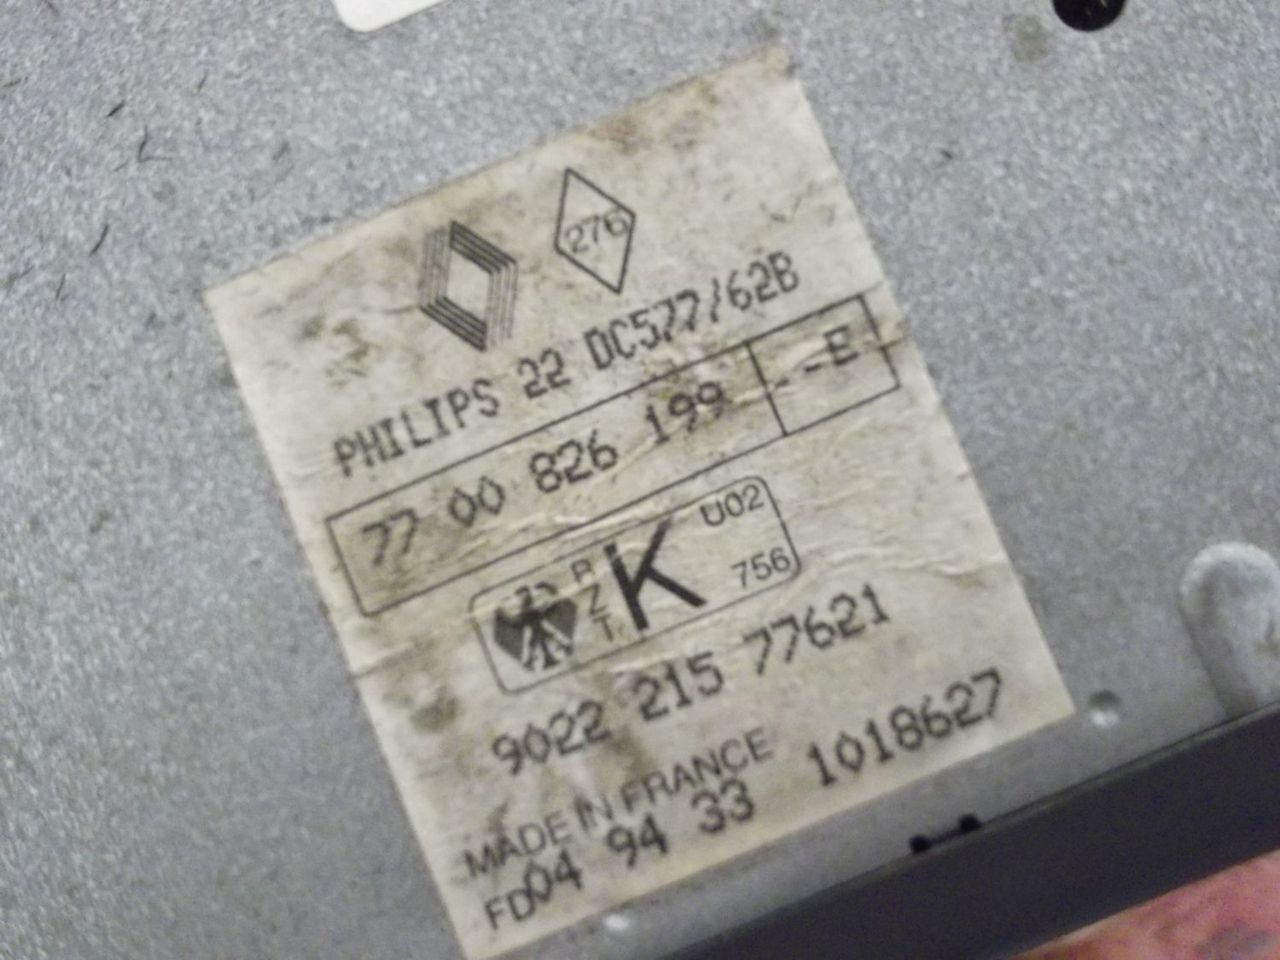 276
PHILIPS 22 DC577/62B
77 00 826 199 --E
RZT K U02
756
9022 215 77621
MADE IN FRANCE
FD04 94 33 1018627